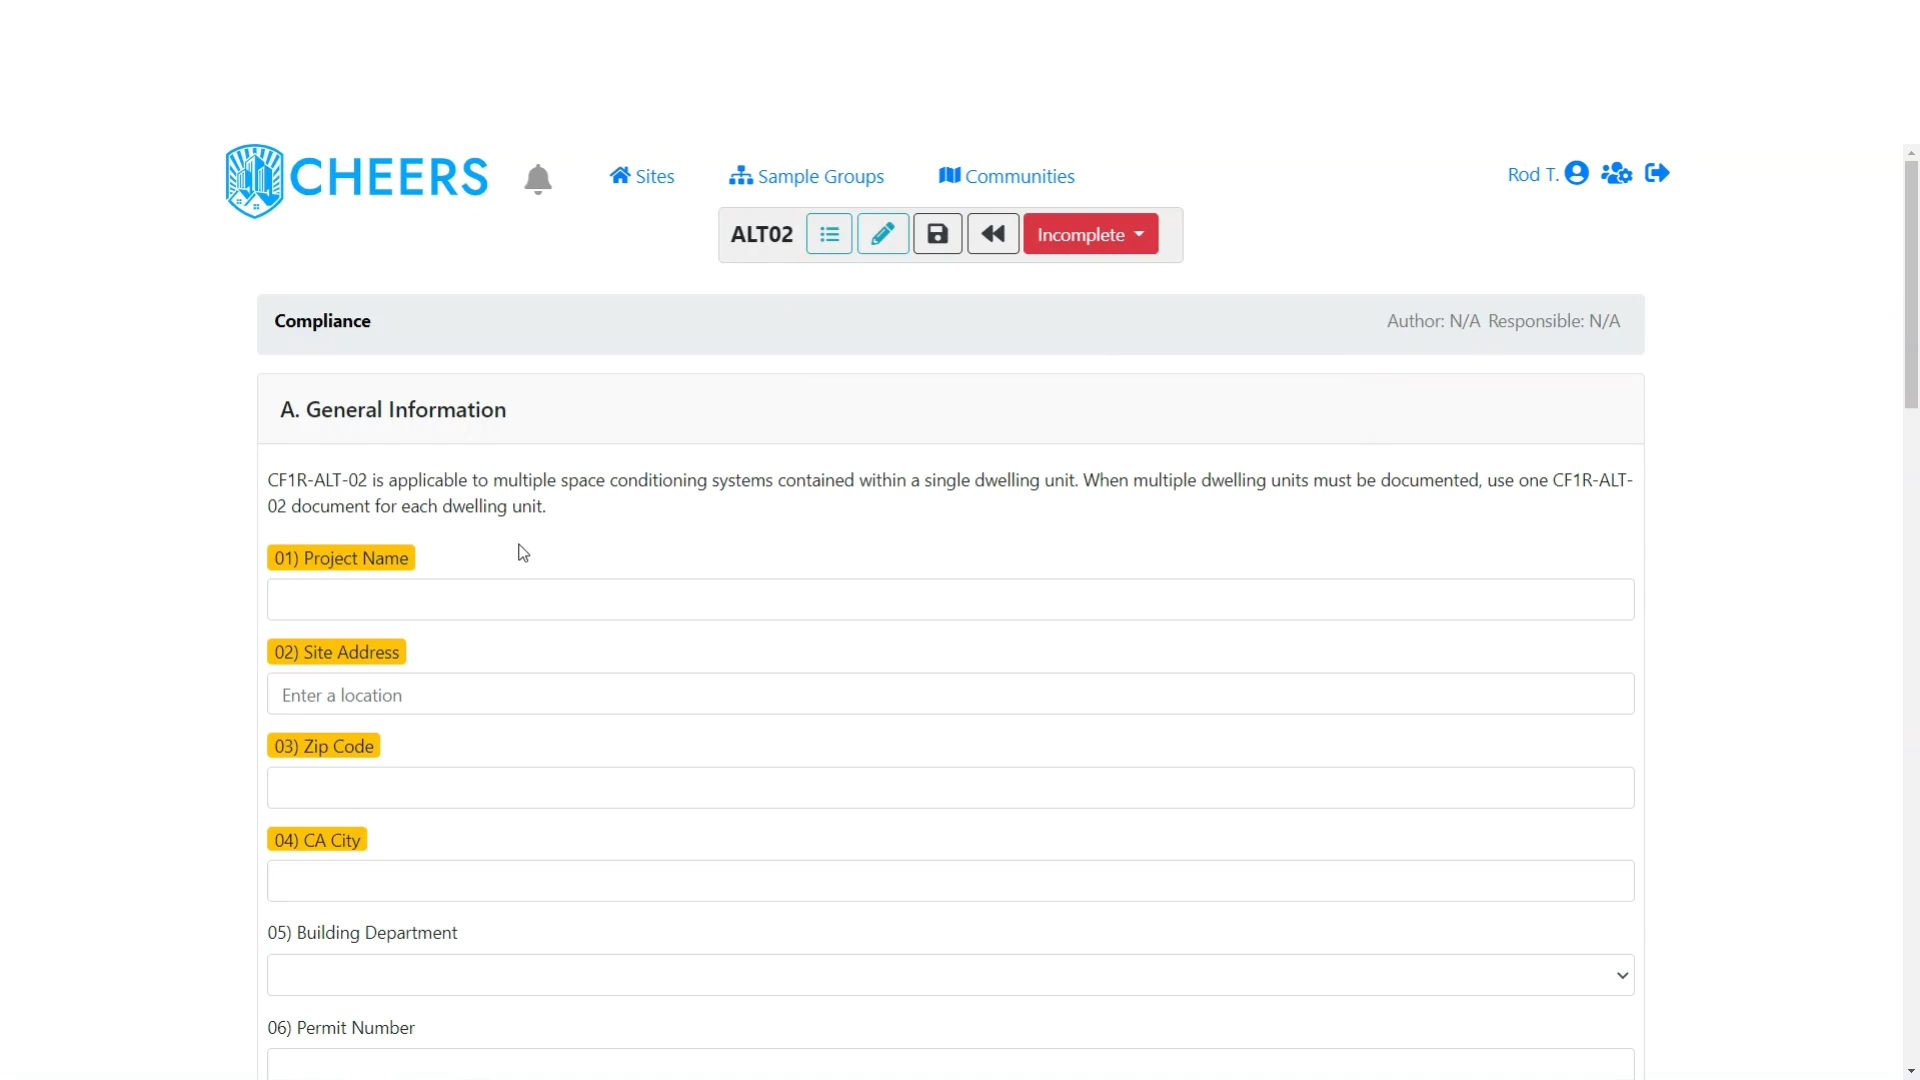 CHEERS
Sites
Sample Groups
Communities
Rod T.
ALT02
Incomplete
Compliance
Author: N/A Responsible: N/A
A. General Information
CF1R-ALT-02 is applicable to multiple space conditioning systems contained within a single dwelling unit. When multiple dwelling units must be documented, use one CF1R-ALT-
02 document for each dwelling unit.
01) Project Name
02) Site Address
Enter a location
03) Zip Code
04) CA City
05) Building Department
06) Permit Number